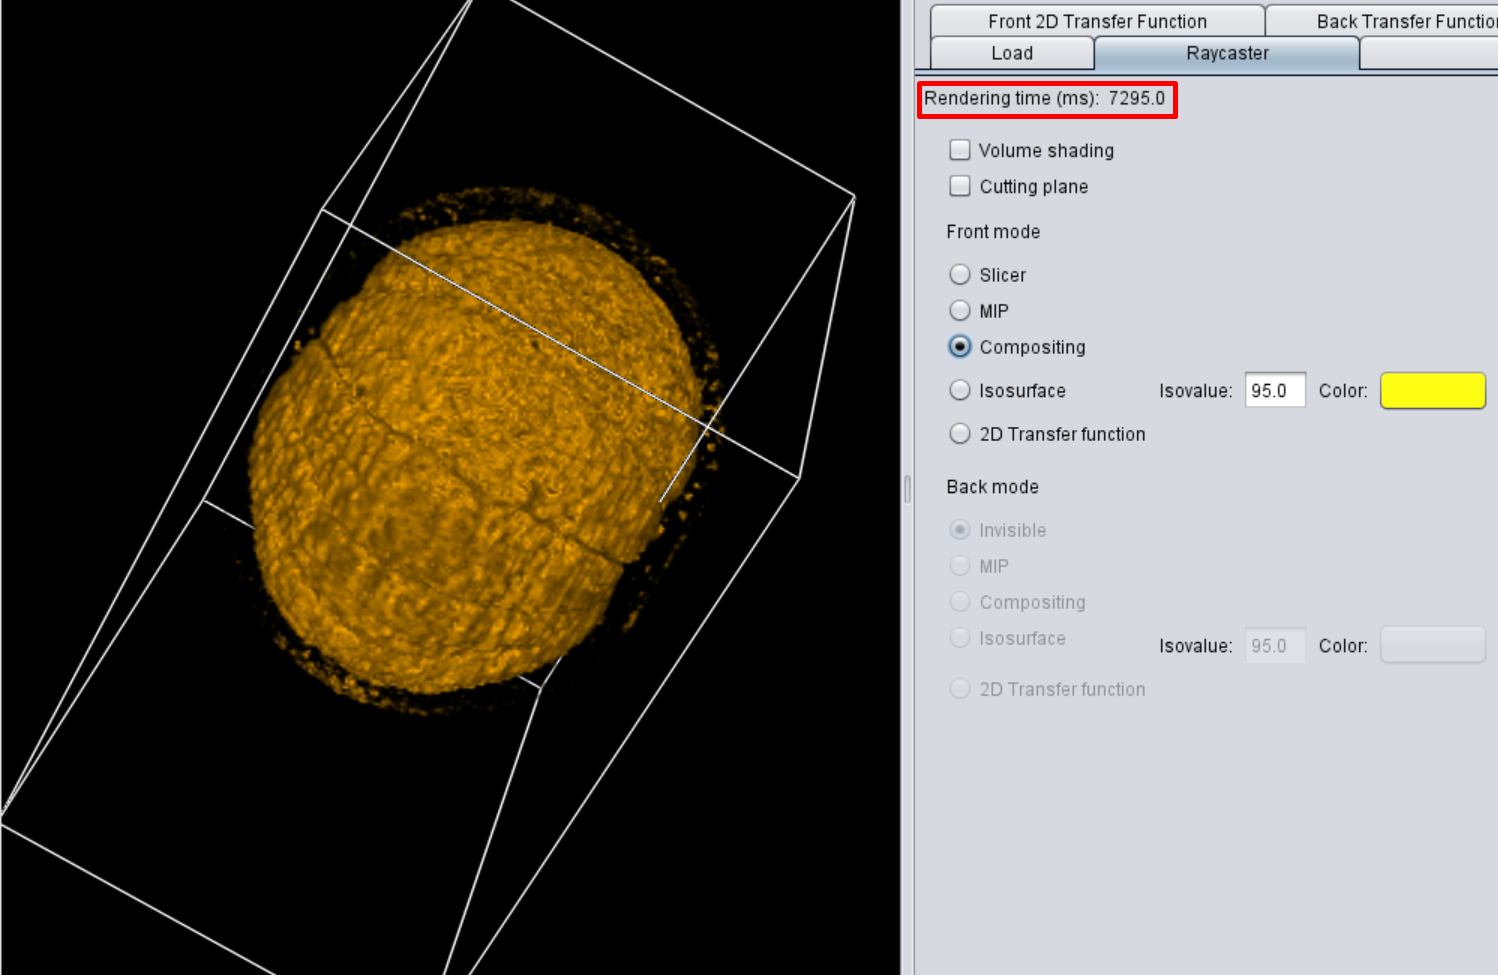 Front 2D Transfer Function
Back Transfer Functio
Load
Raycaster
Rendering time (ms): 7295.0
Volume shading
Cutting plane
Front mode
Slicer
MIP
Compositing
Isosurface Isovalue: 95.0 Color:
2D Transfer function
Back mode
Invisible
MIP
Compositing
Isosurface Isovalue: 95.0 Color:
2D Transfer function